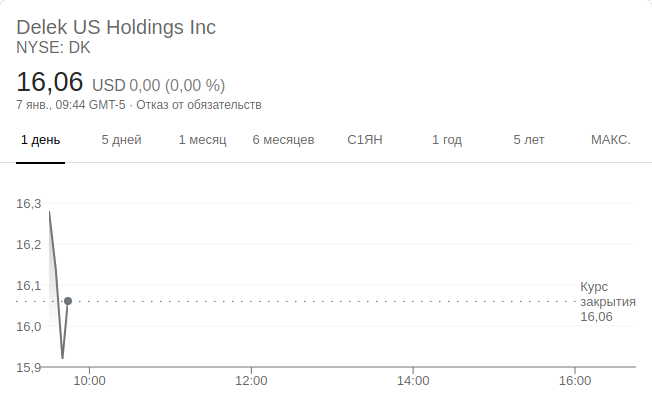 Delek US Holdings Inc
NYSE: DK
16,06 USD 0,00 (0,00 %)
7 янв., 09:44 GMT-5 · Отказ от обязательств
1 день 5 дней 1 месяц 6 месяцев С1ЯН 1 год 5 лет МАКС.
16,3
16,2
16,1
16,0
15,9
Курс
закрытия
16,06
10:00 12:00 14:00 16:00